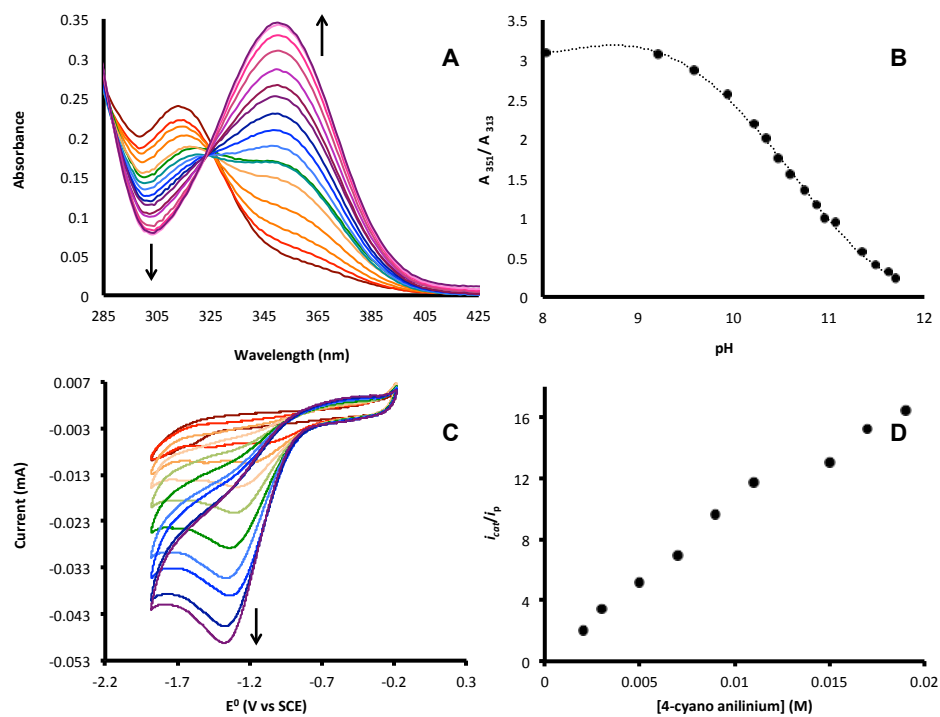 A
Absorbance
0.35
0.3
0.25
0.2
0.15
0.1
0.05
0
285 305 325 345 365 385 405 425
Wavelength (nm)
B
A 351/ A 313
3.5
3
2.5
2
1.5
1
0.5
0
8 9 10 11 12
pH
C
Current (mA)
0.007
-0.003
-0.013
-0.023
-0.033
-0.043
-0.053
-2.2 -1.7 -1.2 -0.7 -0.2 0.3
E⁰ (V vs SCE)
D
icat/ip
16
12
8
4
0
0 0.005 0.01 0.015 0.02
[4-cyano anilinium] (M)